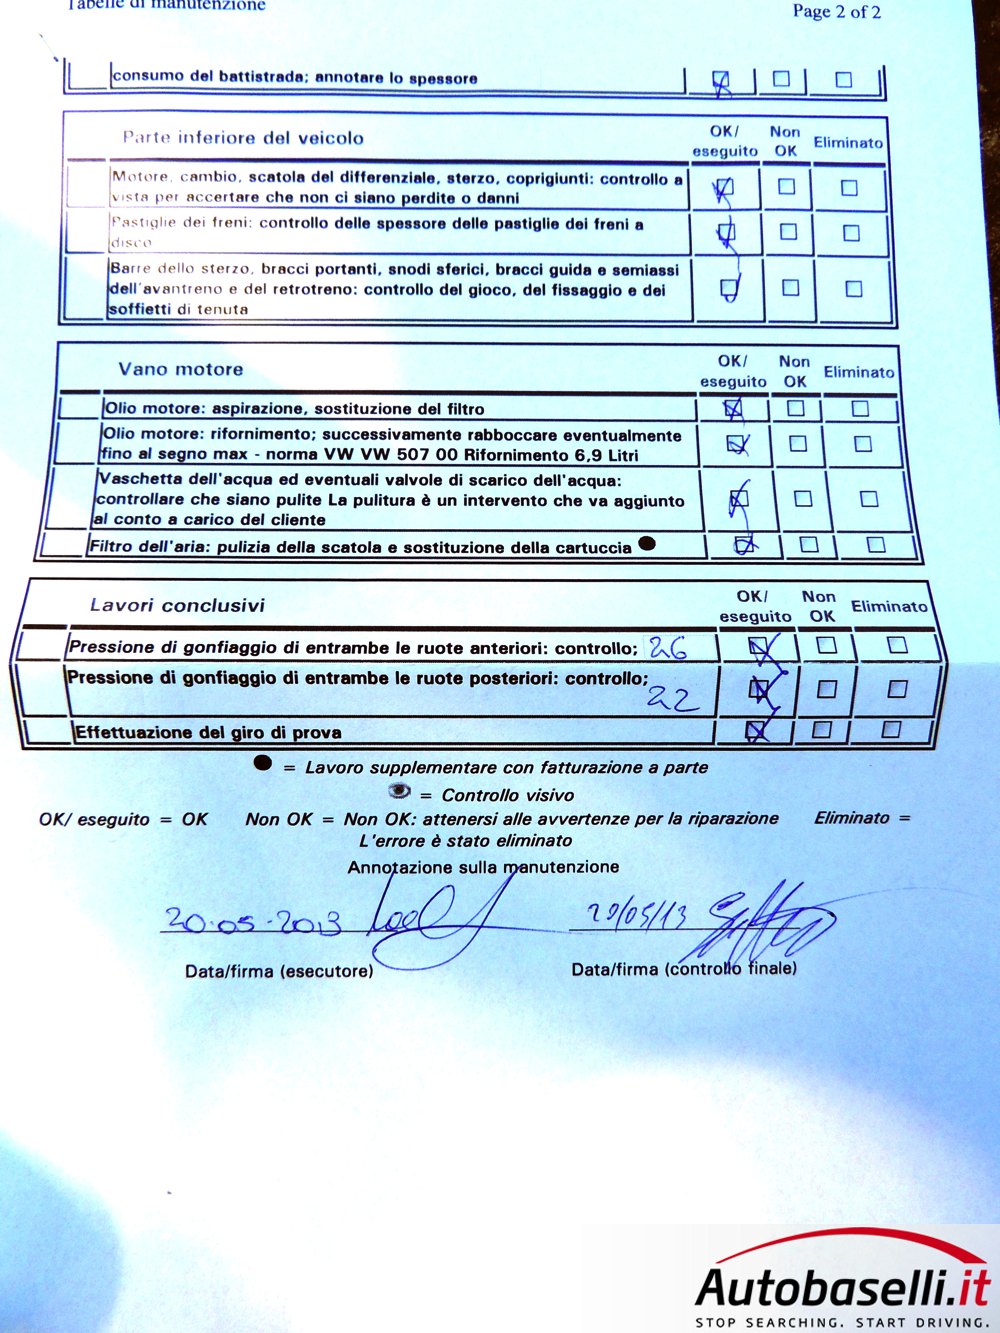 Tabelle di manutenzione
Page 2 of 2
consumo del battistrada; annotare lo spessore
Parte inferiore del veicolo
OK/ eseguito
Non OK
Eliminato
Motore, cambio, scatola del differenziale, sterzo, coprigiunti: controllo a
vista per accertare che non ci siano perdite o danni
Pastiglie dei freni: controllo delle spessore delle pastiglie dei freni a
disco
Barre dello sterzo, bracci portanti, snodi sferici, bracci guida e semiassi
dell'avantreno e del retrotreno: controllo del gioco, del fissaggio e dei
soffietti di tenuta
Vano motore
OK/ eseguito
Non OK
Eliminato
Olio motore: aspirazione, sostituzione del filtro
Olio motore: rifornimento; successivamente rabboccare eventualmente
fino al segno max - norma VW VW 507 00 Rifornimento 6,9 Litri
Vaschetta dell'acqua ed eventuali valvole di scarico dell'acqua:
controllare che siano pulite La pulitura è un intervento che va aggiunto
al conto a carico del cliente
Filtro dell'aria: pulizia della scatola e sostituzione della cartuccia
Lavori conclusivi
OK/ eseguito
Non OK
Eliminato
Pressione di gonfiaggio di entrambe le ruote anteriori: controllo; 26
Pressione di gonfiaggio di entrambe le ruote posteriori: controllo;
22
Effettuazione del giro di prova
= Lavoro supplementare con fatturazione a parte
= Controllo visivo
OK/ eseguito = OK Non OK = Non OK: attenersi alle avvertenze per la riparazione Eliminato =
L'errore è stato eliminato
Annotazione sulla manutenzione
20.05.2013
20/05/13
Data/firma (esecutore)
Data/firma (controllo finale)
Autobaselli.it
STOP SEARCHING. START DRIVING.